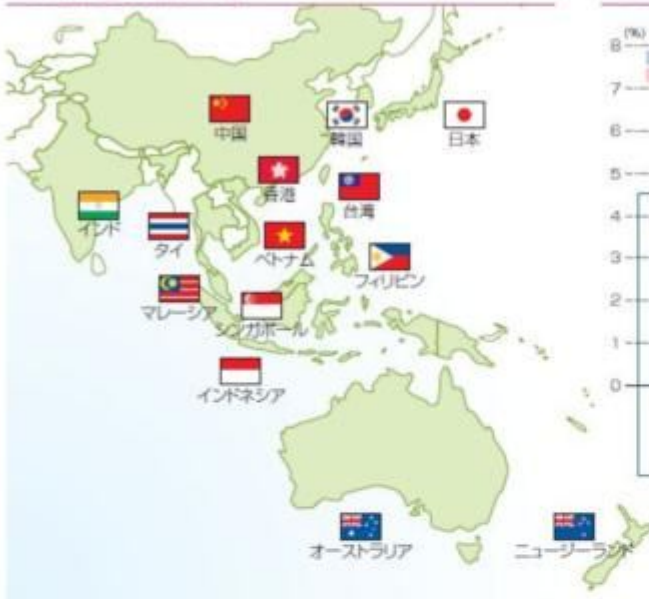 中国
韓国
日本
香港
台湾
インド
タイ
ベトナム
フィリピン
マレーシア
シンガポール
インドネシア
オーストラリア
ニュージーランド
(%)
8
7
6
5
4
3
2
1
0